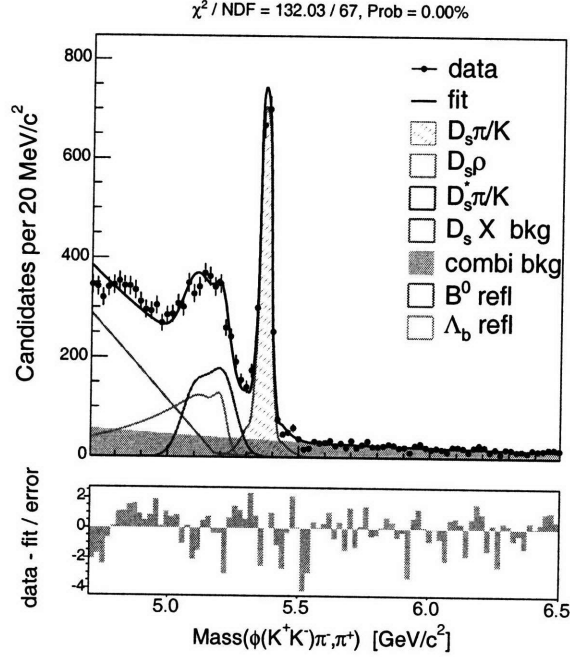 χ² / NDF = 132.03 / 67, Prob = 0.00%
Candidates per 20 MeV/c²
800
600
400
200
0
data
fit
Dₛπ/K
Dₛρ
Dₛ*π/K
Dₛ X bkg
combi bkg
B⁰ refl
Λ_b refl
data - fit / error
2
0
-2
-4
5.0 5.5 6.0 6.5
Mass(ϕ(K⁺K⁻)π⁻,π⁺) [GeV/c²]